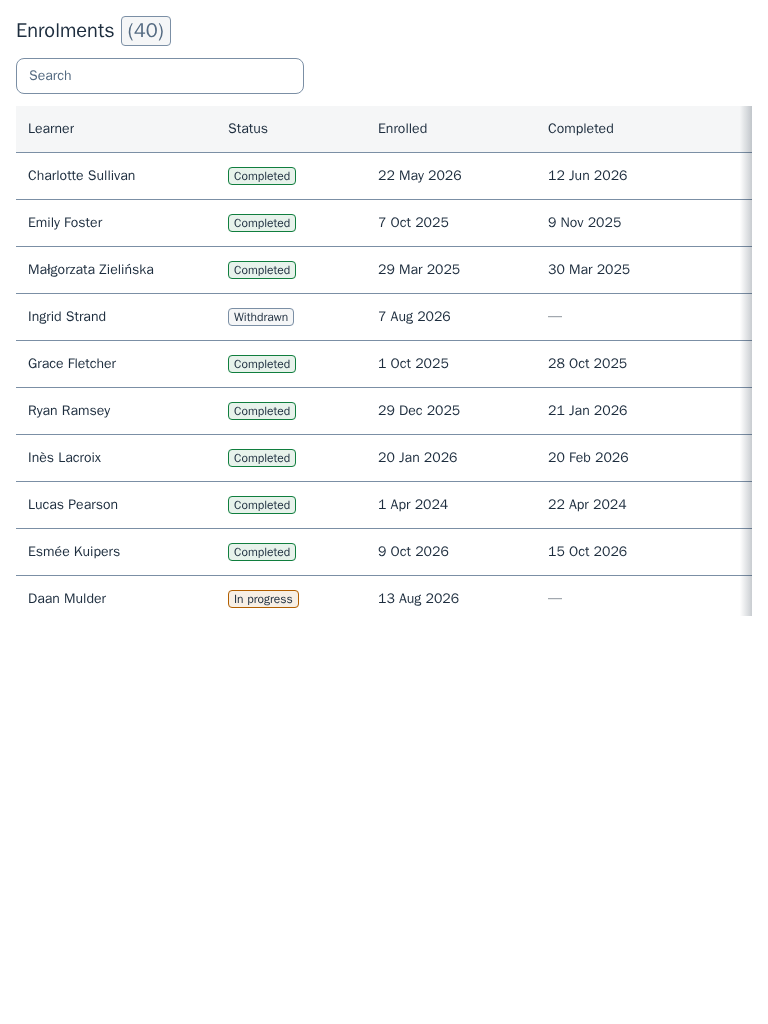 Enrolments (40)
Search
Learner Status Enrolled Completed
Charlotte Sullivan Completed 22 May 2026 12 Jun 2026
Emily Foster Completed 7 Oct 2025 9 Nov 2025
Małgorzata Zielińska Completed 29 Mar 2025 30 Mar 2025
Ingrid Strand Withdrawn 7 Aug 2026 —
Grace Fletcher Completed 1 Oct 2025 28 Oct 2025
Ryan Ramsey Completed 29 Dec 2025 21 Jan 2026
Inès Lacroix Completed 20 Jan 2026 20 Feb 2026
Lucas Pearson Completed 1 Apr 2024 22 Apr 2024
Esmée Kuipers Completed 9 Oct 2026 15 Oct 2026
Daan Mulder In progress 13 Aug 2026 —